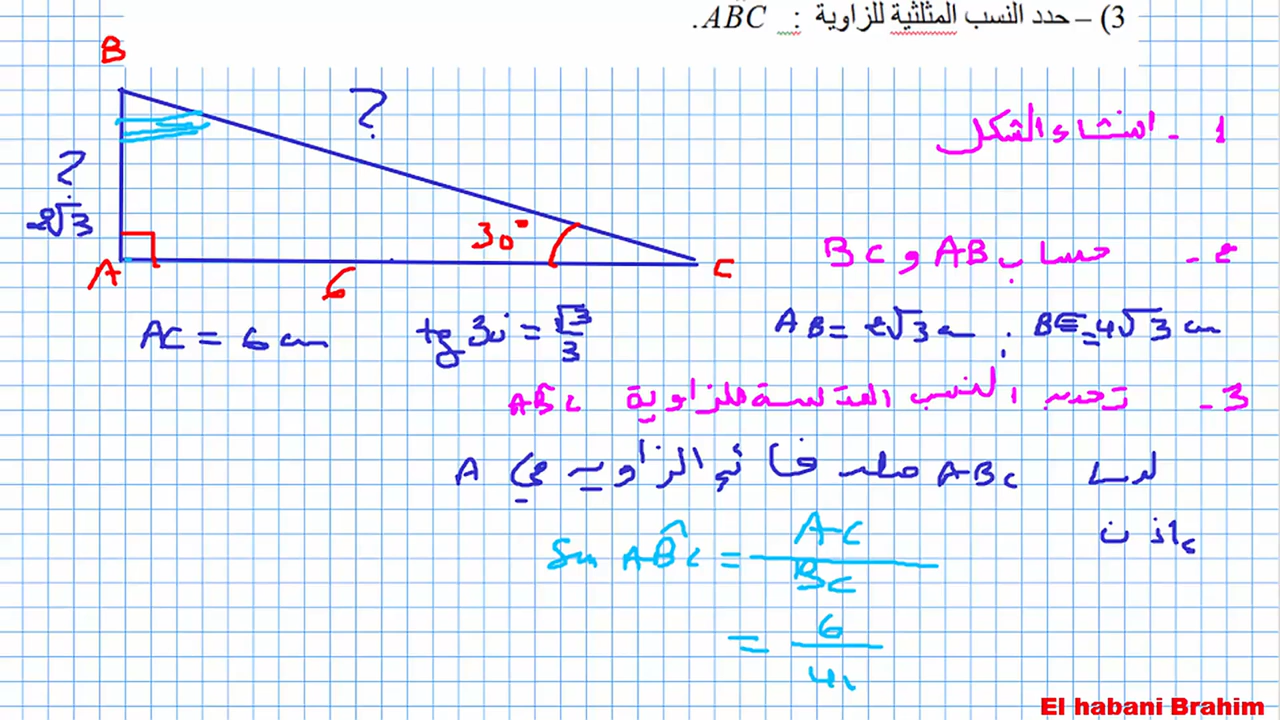 3) – حدد النسب المثلثية للزاوية : ABC.
B
?
?
2√3
30°
A
C
6
1 - انشاء الشكل
2 - حساب AB و BC
AC = 6 cm
tg 30° = √3/3
AB = 2√3 cm , BC = 4√3 cm
3 - تحديد النسب المثلثية للزاوية ABC
لدينا ABC مثلث قائم الزاوية في A
اذن
Sin ABC = AC/BC
= 6/4
El habani Brahim